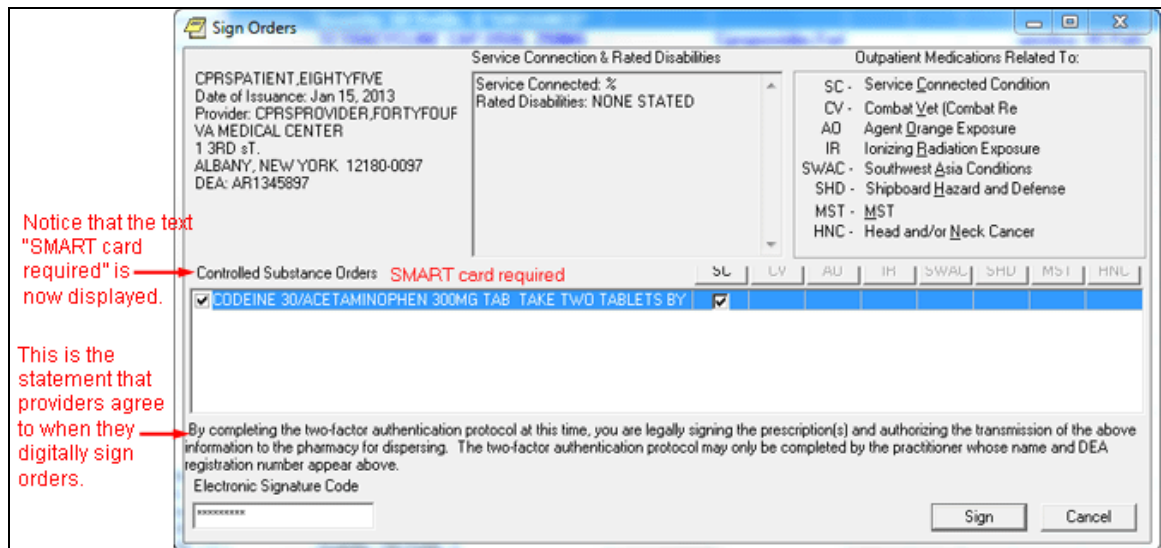 Sign Orders
CPRSPATIENT,EIGHTYFIVE
Date of Issuance: Jan 15, 2013
Provider: CPRSPROVIDER,FORTYFOUF
VA MEDICAL CENTER
1 3RD sT.
ALBANY, NEW YORK 12180-0097
DEA: AR1345897
Service Connection & Rated Disabilities
Service Connected: %
Rated Disabilities: NONE STATED
Outpatient Medications Related To:
SC - Service Connected Condition
CV - Combat Vet (Combat Re
AO Agent Orange Exposure
IR Ionizing Radiation Exposure
SWAC - Southwest Asia Conditions
SHD - Shipboard Hazard and Defense
MST - MST
HNC - Head and/or Neck Cancer
Notice that the text
"SMART card
required" is
now displayed.
Controlled Substance Orders SMART card required SC CV AO IR SWAC SHD MST HNC
CODEINE 30/ACETAMINOPHEN 300MG TAB TAKE TWO TABLETS BY
This is the
statement that
providers agree
to when they
digitally sign
orders.
By completing the two-factor authentication protocol at this time, you are legally signing the prescription(s) and authorizing the transmission of the above
information to the pharmacy for dispersing. The two-factor authentication protocol may only be completed by the practitioner whose name and DEA
registration number appear above.
Electronic Signature Code
*********
Sign Cancel